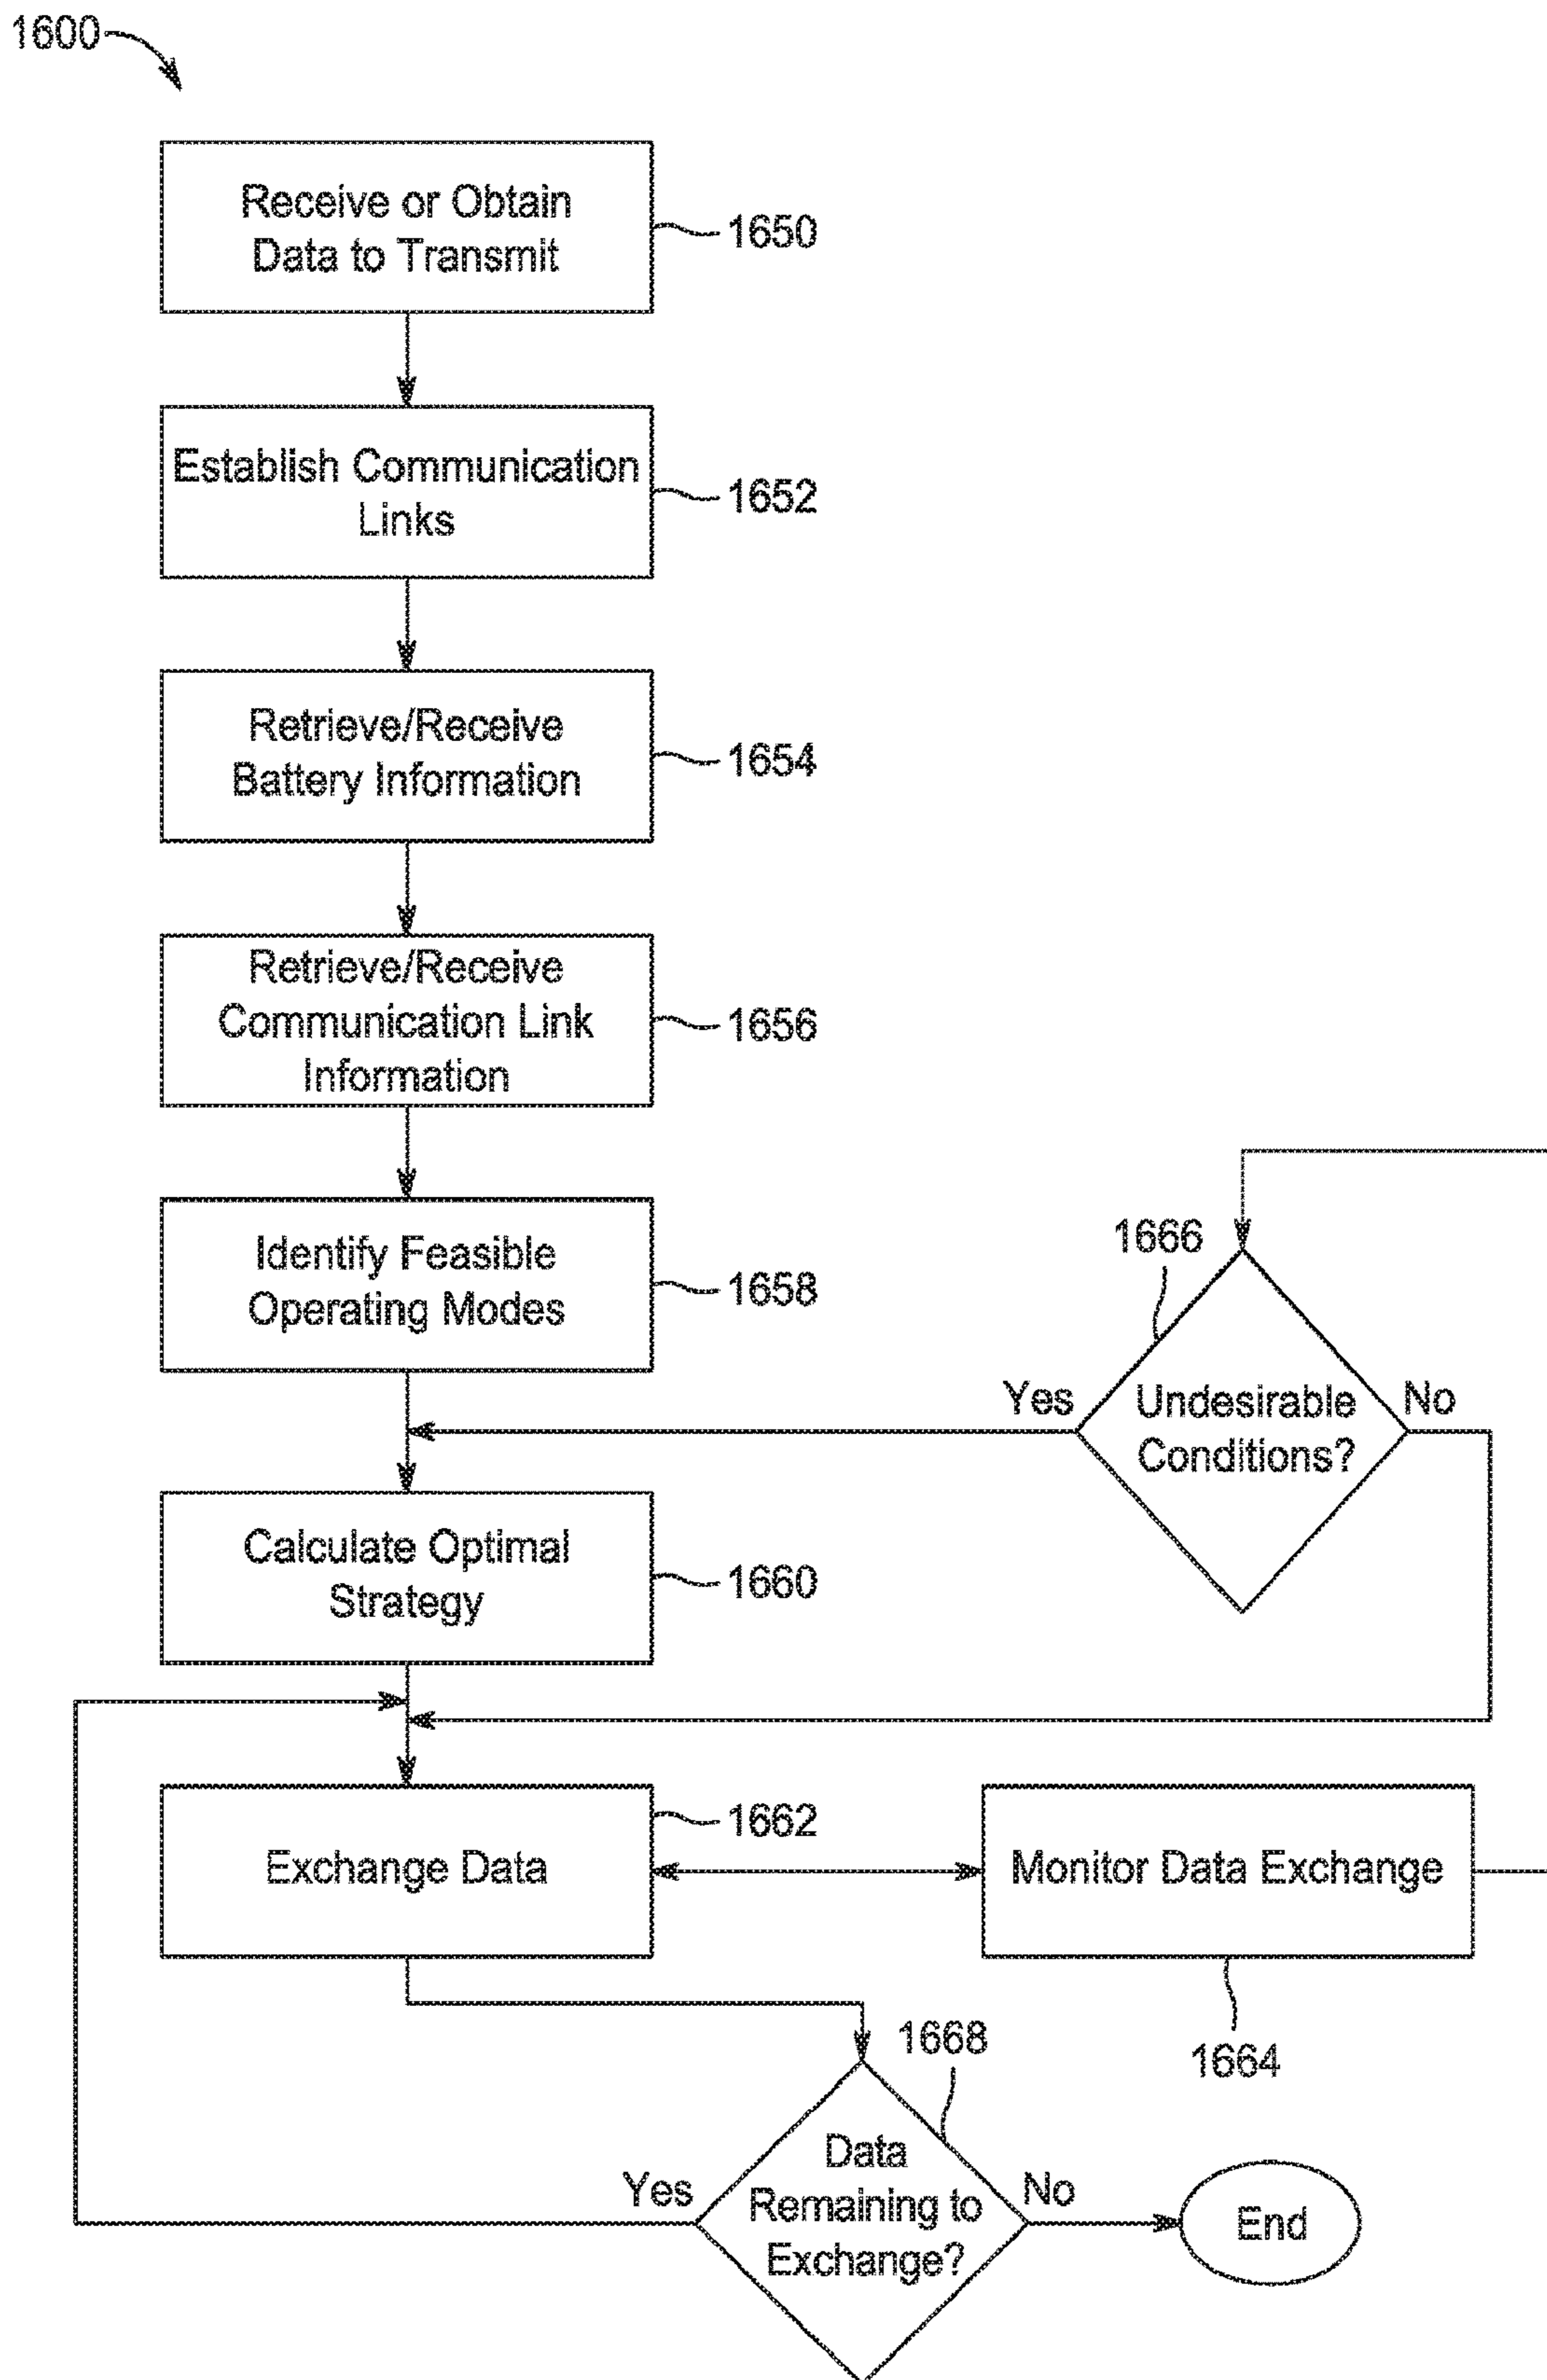 1600
Receive or Obtain
Data to Transmit
1650
Establish Communication
Links
1652
Retrieve/Receive
Battery Information
1654
Retrieve/Receive
Communication Link
Information
1656
Identify Feasible
Operating Modes
1658
1666
Yes
Undesirable
Conditions?
No
Calculate Optimal
Strategy
1660
Exchange Data
1662
Monitor Data Exchange
1664
1668
Data
Remaining to
Exchange?
Yes
No
End